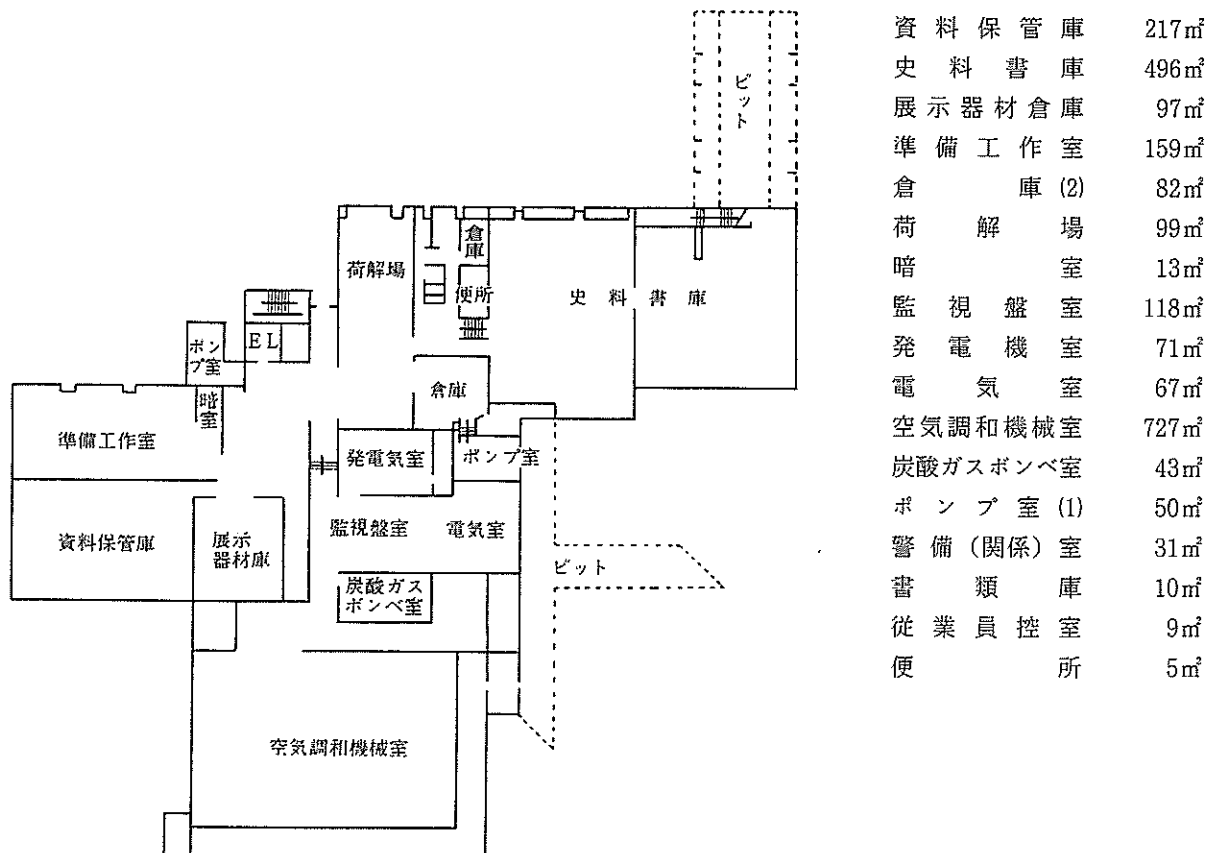 ピット
倉庫
荷解場
便所
史料書庫
EL
ポンプ室
暗室
倉庫
準備工作室
発電気室
ポンプ室
監視盤室
電気室
資料保管庫
展示
器材庫
ピット
炭酸ガス
ボンベ室
空気調和機械室
資料保管庫 217㎡
史料書庫 496㎡
展示器材倉庫 97㎡
準備工作室 159㎡
倉庫(2) 82㎡
荷解場 99㎡
暗室 13㎡
監視盤室 118㎡
発電機室 71㎡
電気室 67㎡
空気調和機械室 727㎡
炭酸ガスボンベ室 43㎡
ポンプ室(1) 50㎡
警備(関係)室 31㎡
書類庫 10㎡
従業員控室 9㎡
便所 5㎡